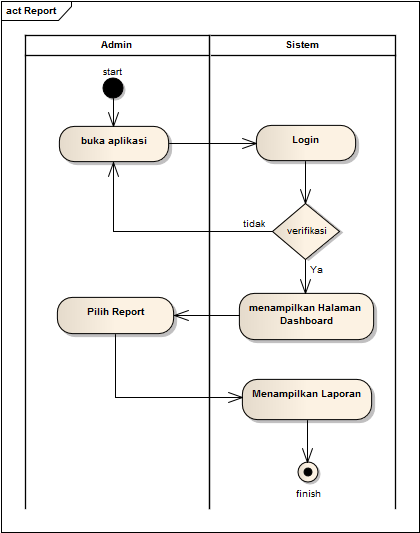 act Report
Admin
Sistem
start
buka aplikasi
Login
tidak
verifikasi
Ya
menampilkan Halaman
Dashboard
Pilih Report
Menampilkan Laporan
finish